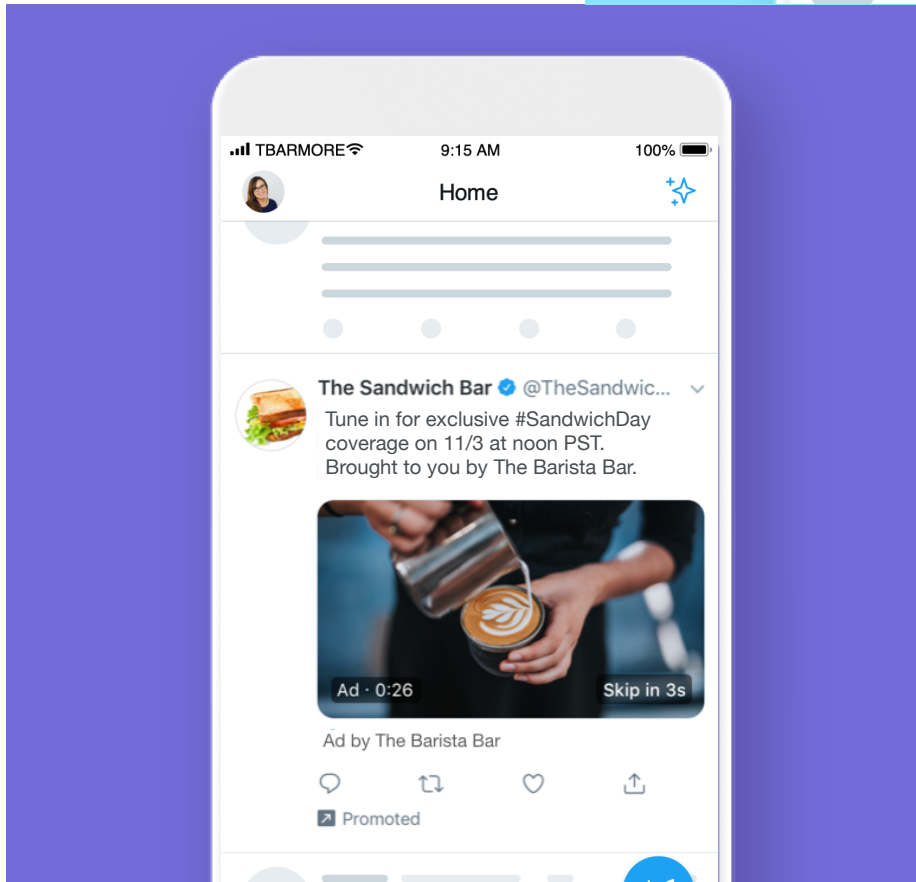 TBARMORE 9:15 AM 100%
Home
The Sandwich Bar @TheSandwic...
Tune in for exclusive #SandwichDay
coverage on 11/3 at noon PST.
Brought to you by The Barista Bar.
Ad · 0:26 Skip in 3s
Ad by The Barista Bar
Promoted